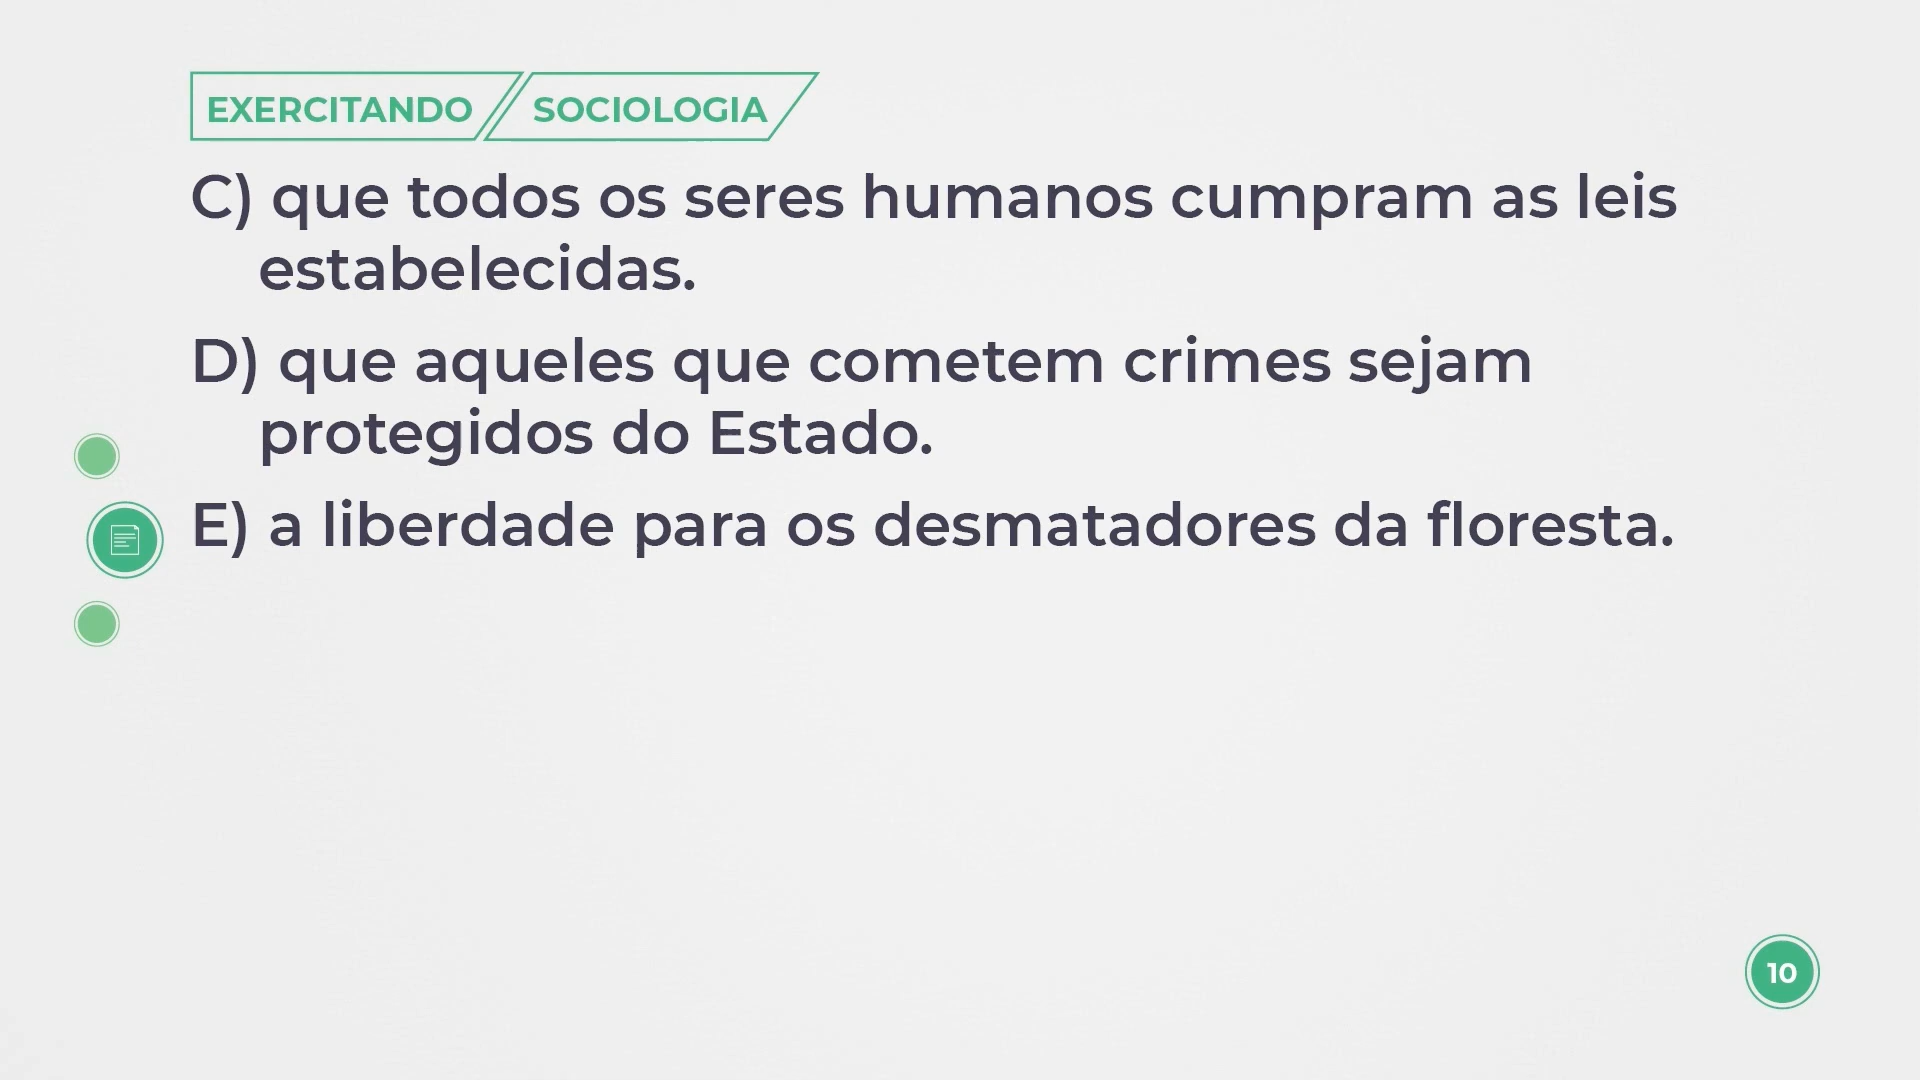 EXERCITANDO SOCIOLOGIA
C) que todos os seres humanos cumpram as leis
estabelecidas.
D) que aqueles que cometem crimes sejam
protegidos do Estado.
E) a liberdade para os desmatadores da floresta.
10